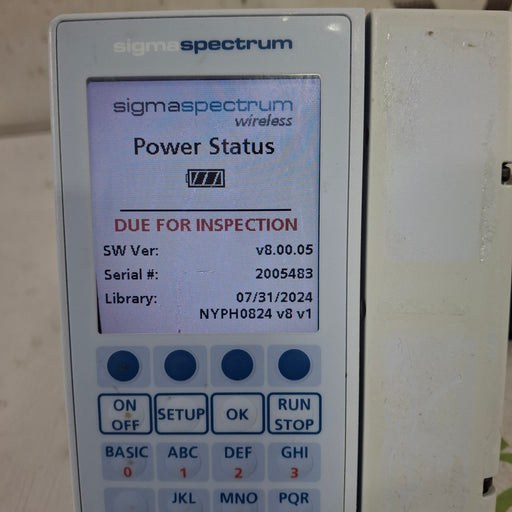 sigmaspectrum
sigmaspectrum
wireless
Power Status
DUE FOR INSPECTION
SW Ver: v8.00.05
Serial #: 2005483
Library: 07/31/2024
NYPH0824 v8 v1
ON OFF SETUP OK RUN STOP
BASIC ABC DEF GHI
0 1 2 3
JKL MNO PQR